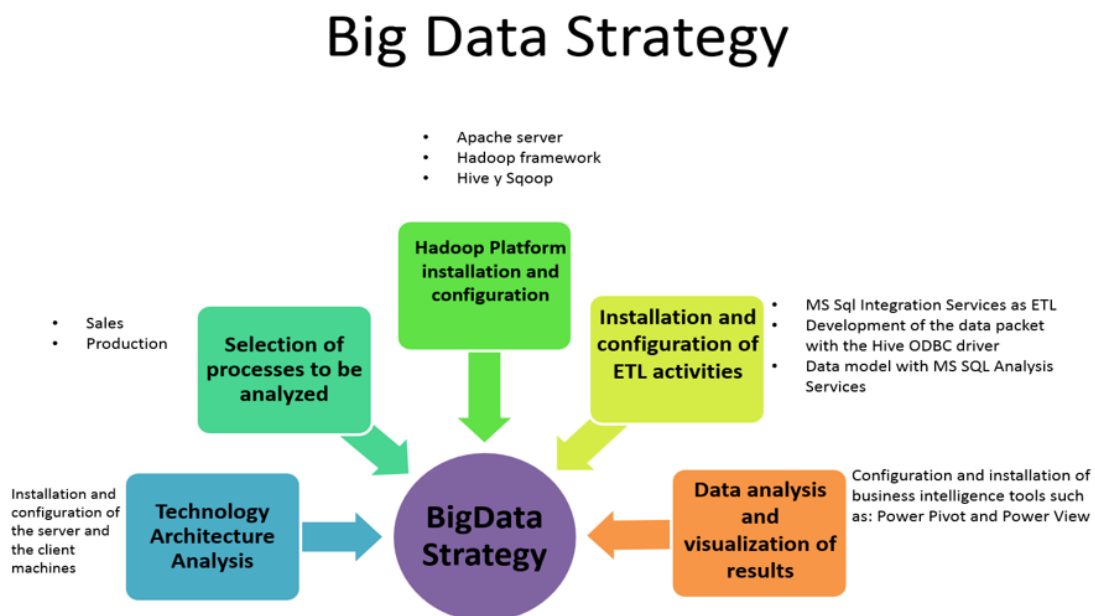 Big Data Strategy
• Apache server
• Hadoop framework
• Hive y Sqoop
Hadoop Platform
installation and
configuration
• Sales
• Production
Selection of
processes to be
analyzed
Installation and
configuration of
ETL activities
• MS Sql Integration Services as ETL
• Development of the data packet
with the Hive ODBC driver
• Data model with MS SQL Analysis
Services
Installation and
configuration of
the server and
the client
machines
Technology
Architecture
Analysis
BigData
Strategy
Data analysis
and
visualization of
results
Configuration and installation of
business intelligence tools such
as: Power Pivot and Power View